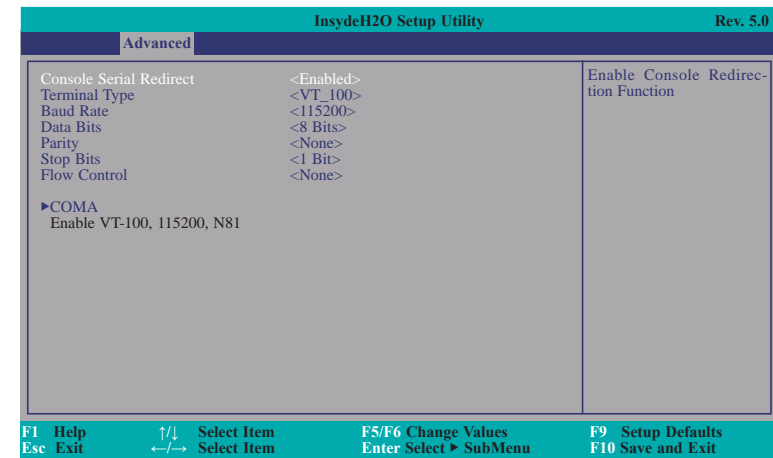 InsydeH2O Setup Utility Rev. 5.0
Advanced
Console Serial Redirect <Enabled>
Terminal Type <VT_100>
Baud Rate <115200>
Data Bits <8 Bits>
Parity <None>
Stop Bits <1 Bit>
Flow Control <None>
▶COMA
Enable VT-100, 115200, N81
Enable Console Redirec-
tion Function
F1 Help ↑/↓ Select Item F5/F6 Change Values F9 Setup Defaults
Esc Exit ←/→ Select Item Enter Select ▶ SubMenu F10 Save and Exit